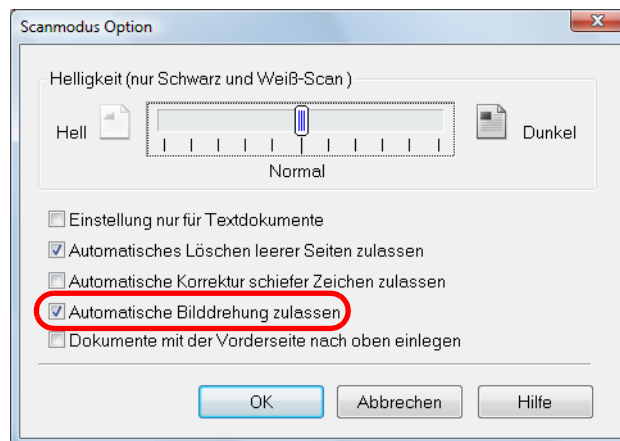 Scanmodus Option
Helligkeit (nur Schwarz und Weiß-Scan )
Hell
Dunkel
Normal
Einstellung nur für Textdokumente
Automatisches Löschen leerer Seiten zulassen
Automatische Korrektur schiefer Zeichen zulassen
Automatische Bilddrehung zulassen
Dokumente mit der Vorderseite nach oben einlegen
OK Abbrechen Hilfe